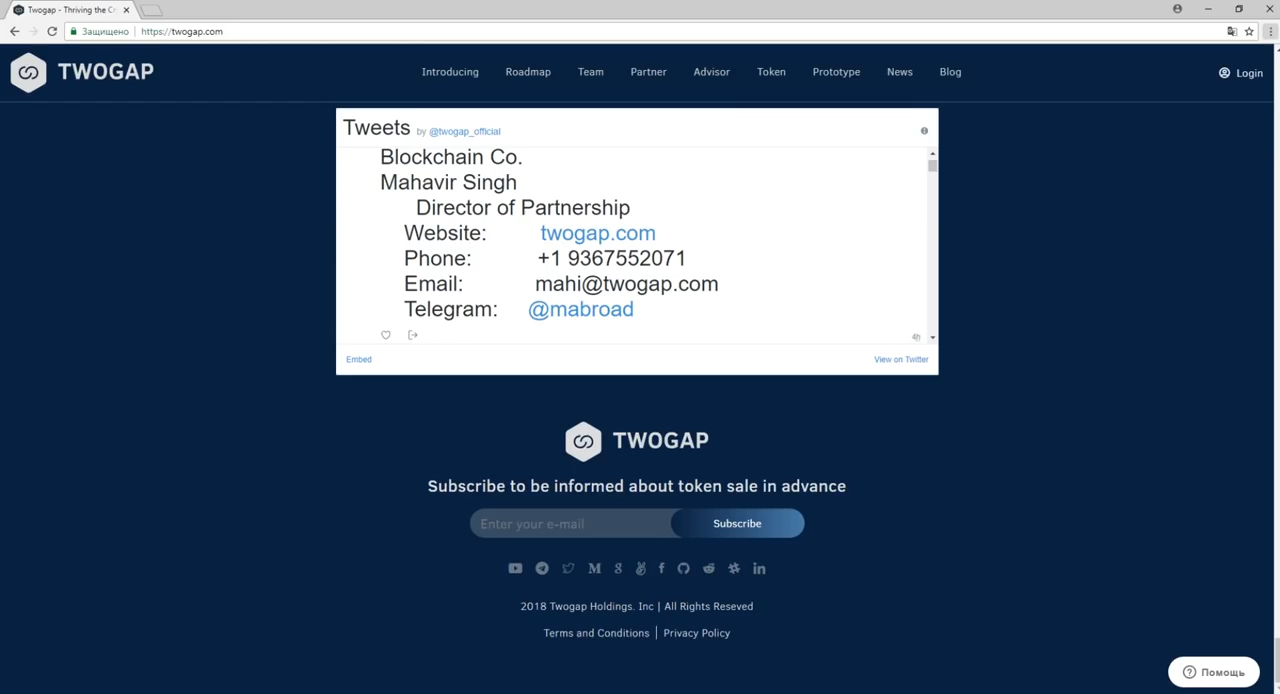 Twogap - Thriving the C
Защищено
https://twogap.com
TWOGAP
Introducing
Roadmap
Team
Partner
Advisor
Token
Prototype
News
Blog
Login
Tweets by @twogap_official
Blockchain Co.
Mahavir Singh
Director of Partnership
Website: twogap.com
Phone: +1 9367552071
Email: mahi@twogap.com
Telegram: @mabroad
Embed
View on Twitter
TWOGAP
Subscribe to be informed about token sale in advance
Enter your e-mail
Subscribe
2018 Twogap Holdings. Inc | All Rights Reseved
Terms and Conditions | Privacy Policy
Помощь